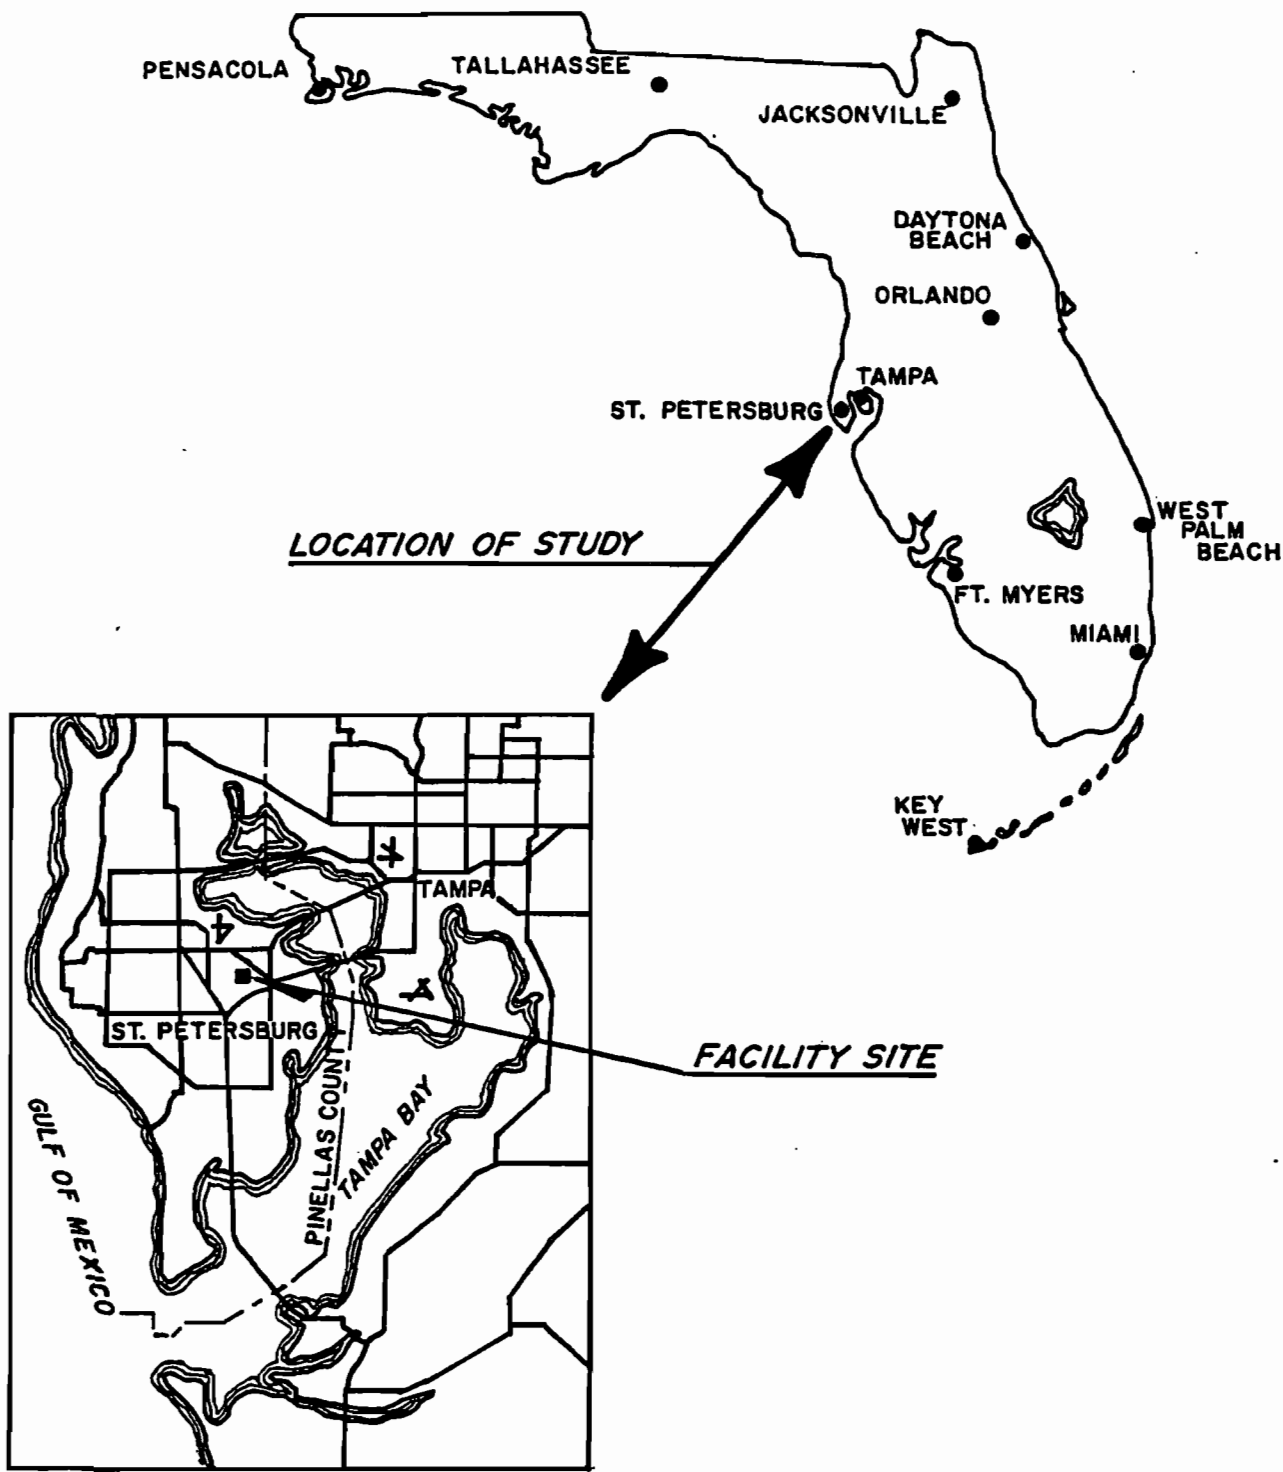 PENSACOLA
TALLAHASSEE
JACKSONVILLE
DAYTONA
BEACH
ORLANDO
TAMPA
ST. PETERSBURG
WEST
PALM
BEACH
LOCATION OF STUDY
FT. MYERS
MIAMI
KEY
WEST
TAMPA
ST. PETERSBURG
FACILITY SITE
PINELLAS COUNTY
TAMPA BAY
GULF OF MEXICO